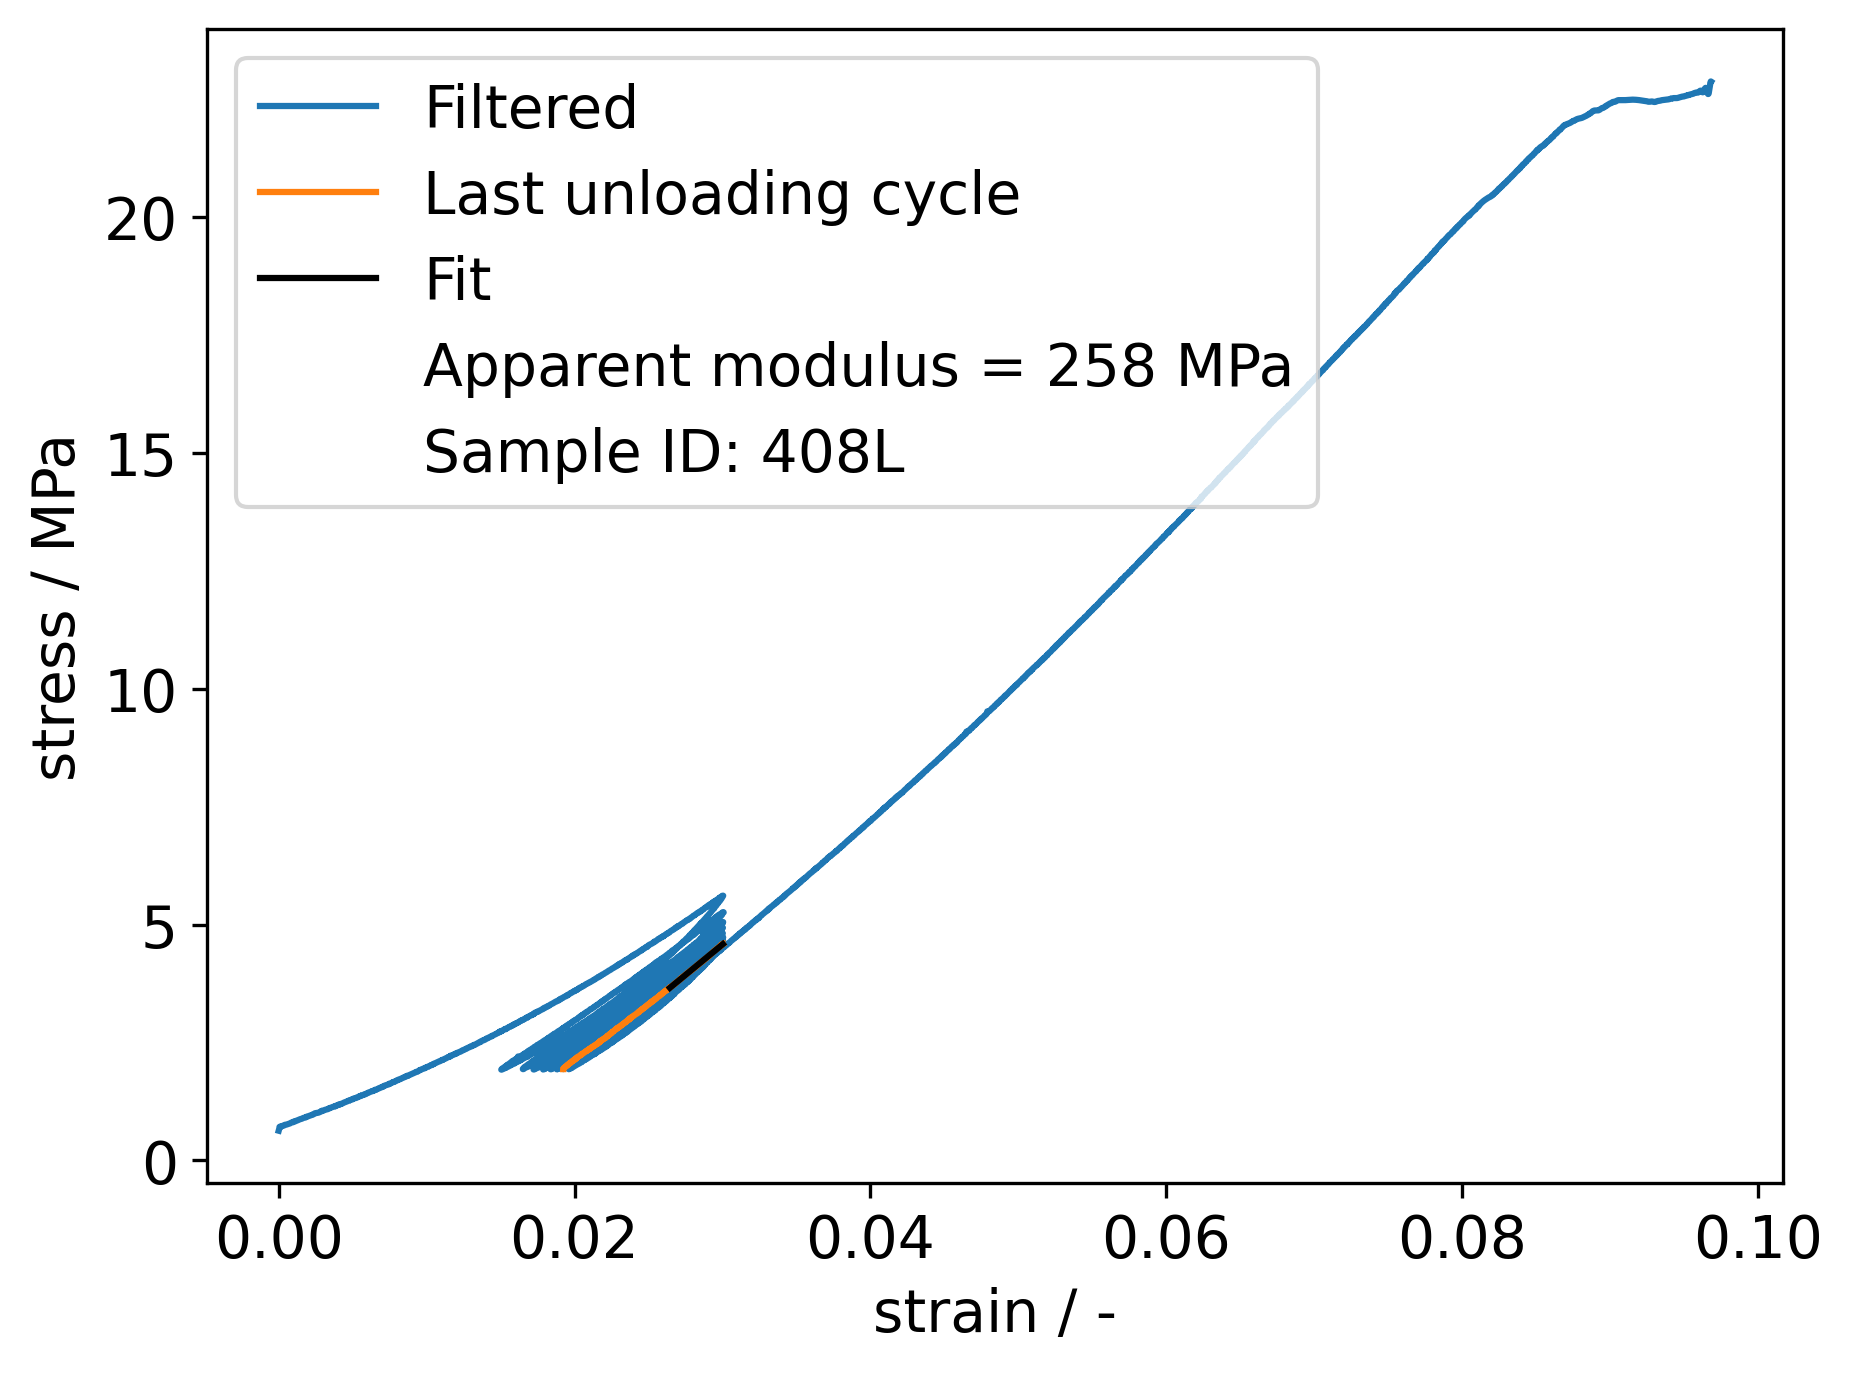 Filtered
Last unloading cycle
Fit
Apparent modulus = 258 MPa
Sample ID: 408L
stress / MPa
20
15
10
5
0
0.00 0.02 0.04 0.06 0.08 0.10
strain / -